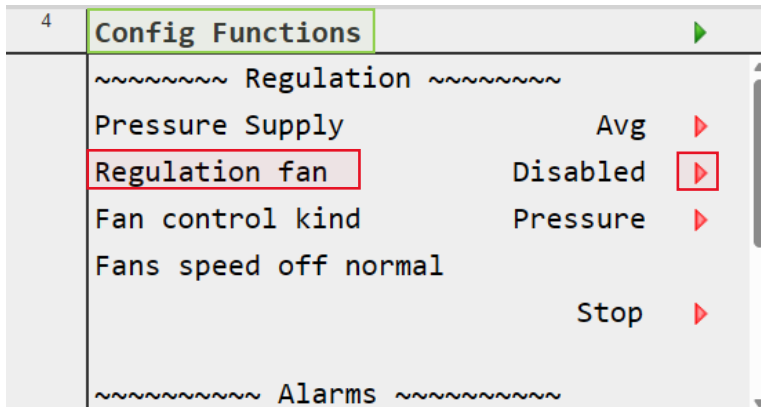 4 Config Functions
~~~~~~~~ Regulation ~~~~~~~~
Pressure Supply Avg
Regulation fan Disabled
Fan control kind Pressure
Fans speed off normal
Stop
~~~~~~~~~~ Alarms ~~~~~~~~~~